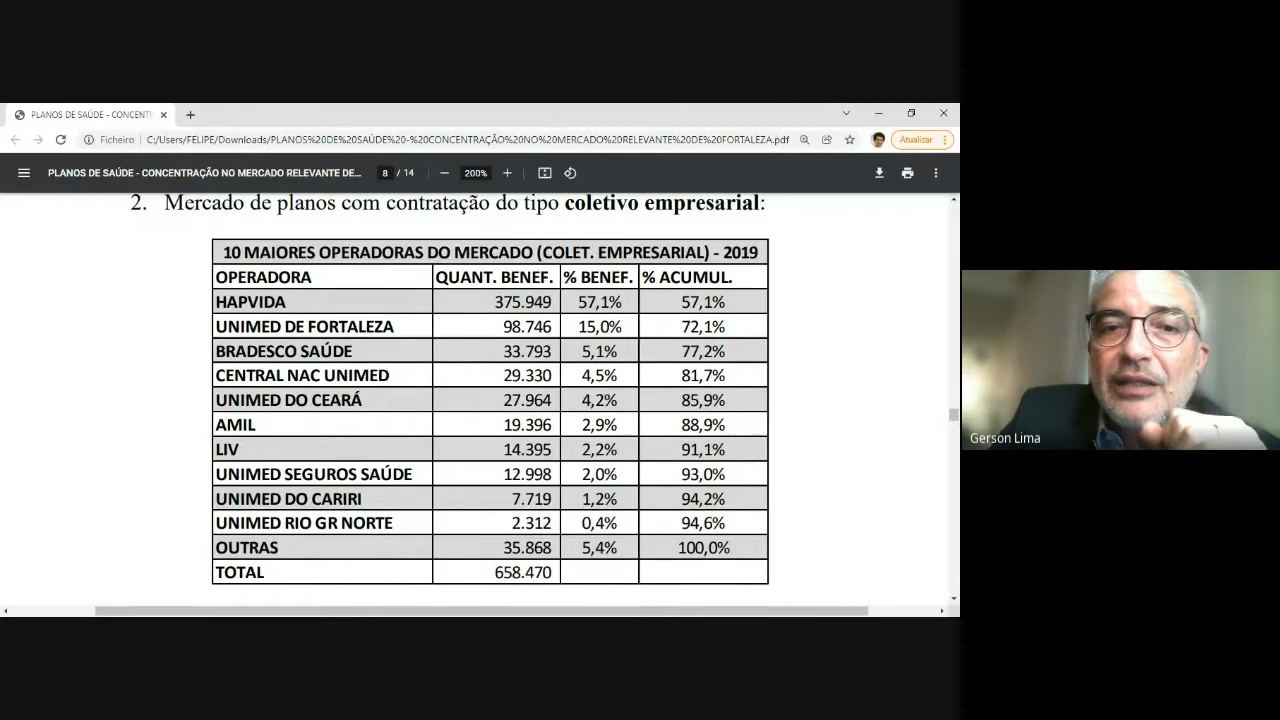 PLANOS DE SAÚDE - CONCENTR
Ficheiro
C:/Users/FELIPE/Downloads/PLANOS%20DE%20SAÚDE%20-%20CONCENTRAÇÃO%20NO%20MERCADO%20RELEVANTE%20DE%20FORTALEZA.pdf
Atualizar
PLANOS DE SAÚDE - CONCENTRAÇÃO NO MERCADO RELEVANTE DE... 8 / 14 200%
2. Mercado de planos com contratação do tipo coletivo empresarial:
10 MAIORES OPERADORAS DO MERCADO (COLET. EMPRESARIAL) - 2019
OPERADORA QUANT. BENEF. % BENEF. % ACUMUL.
HAPVIDA 375.949 57,1% 57,1%
UNIMED DE FORTALEZA 98.746 15,0% 72,1%
BRADESCO SAÚDE 33.793 5,1% 77,2%
CENTRAL NAC UNIMED 29.330 4,5% 81,7%
UNIMED DO CEARÁ 27.964 4,2% 85,9%
AMIL 19.396 2,9% 88,9%
LIV 14.395 2,2% 91,1%
UNIMED SEGUROS SAÚDE 12.998 2,0% 93,0%
UNIMED DO CARIRI 7.719 1,2% 94,2%
UNIMED RIO GR NORTE 2.312 0,4% 94,6%
OUTRAS 35.868 5,4% 100,0%
TOTAL 658.470
Gerson Lima